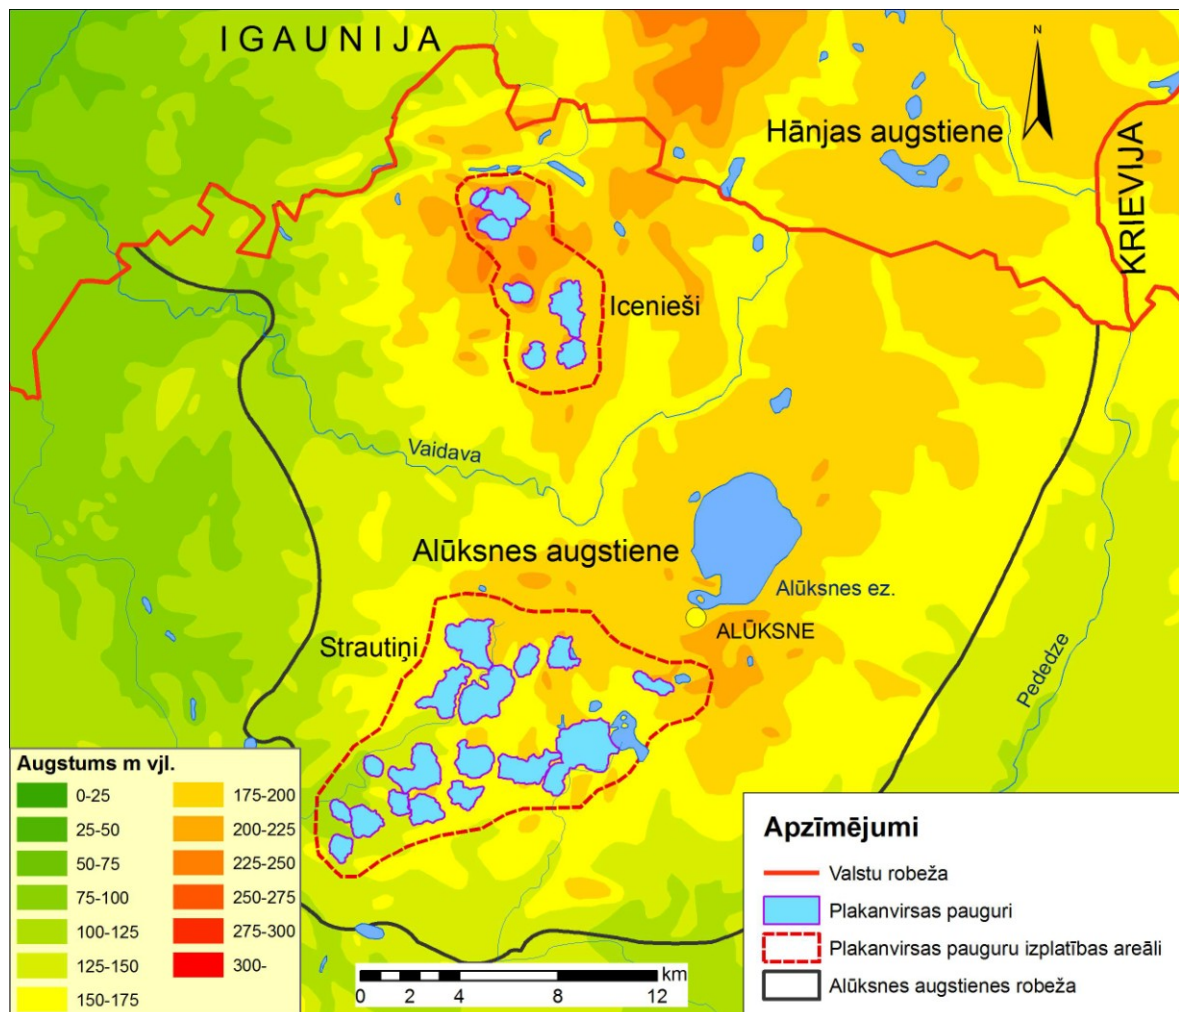 IGAUNIJA
N
Hānjas augstiene
KRIEVIJA
Icenieši
Vaidava
Alūksnes augstiene
Alūksnes ez.
ALŪKSNE
Strautiņi
Pededze
Augstums m vjl.
0-25
25-50
50-75
75-100
100-125
125-150
150-175
175-200
200-225
225-250
250-275
275-300
300-
km
0 2 4 8 12
Apzīmējumi
Valstu robeža
Plakanvirsas pauguri
Plakanvirsas pauguru izplatības areāli
Alūksnes augstienes robeža